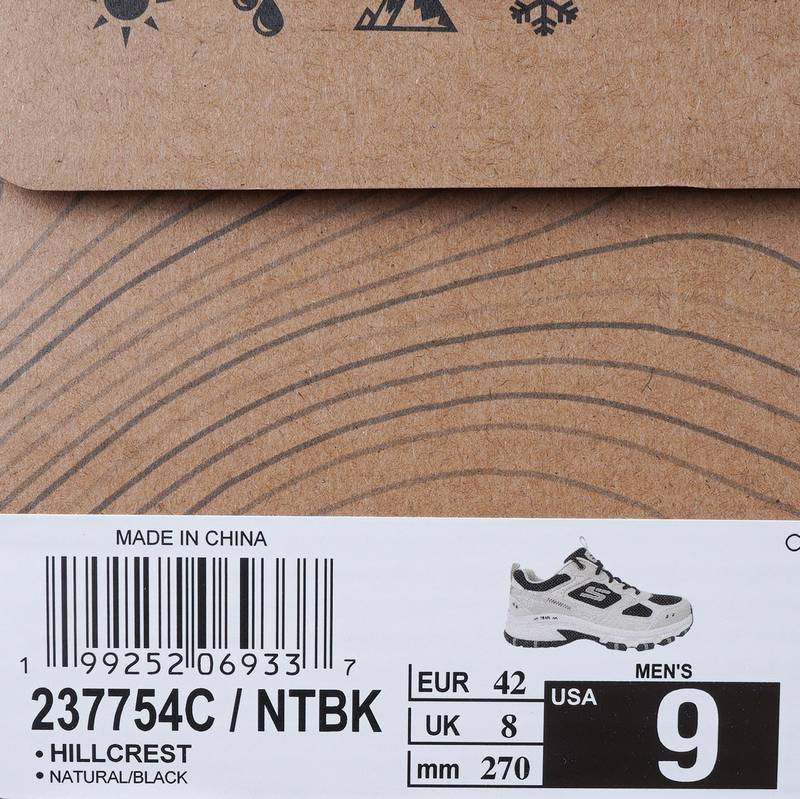 MADE IN CHINA
1 99252 06933 7
237754C / NTBK
• HILLCREST
• NATURAL/BLACK
EUR 42
UK 8
mm 270
MEN'S
USA 9